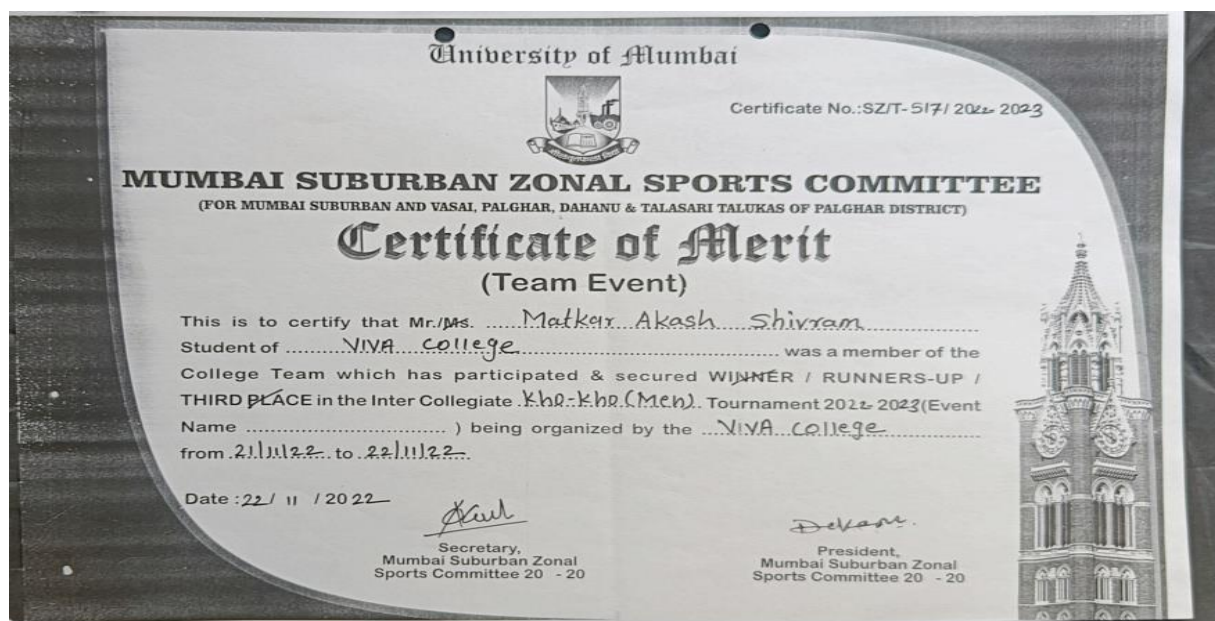 University of Mumbai
Certificate No.:SZ/T-517/2022-2023
MUMBAI SUBURBAN ZONAL SPORTS COMMITTEE
(FOR MUMBAI SUBURBAN AND VASAI, PALGHAR, DAHANU & TALASARI TALUKAS OF PALGHAR DISTRICT)
Certificate of Merit
(Team Event)
This is to certify that Mr./Ms. Matkar Akash Shivram
Student of VIVA College was a member of the
College Team which has participated & secured WINNER / RUNNERS-UP /
THIRD PLACE in the Inter Collegiate Kho-Kho (Men) Tournament 2022-2023(Event
Name .............................. ) being organized by the VIVA College
from 21/11/22 to 22/11/22.
Date : 22/ 11 / 2022
Secretary,
Mumbai Suburban Zonal
Sports Committee 20 - 20
President,
Mumbai Suburban Zonal
Sports Committee 20 - 20